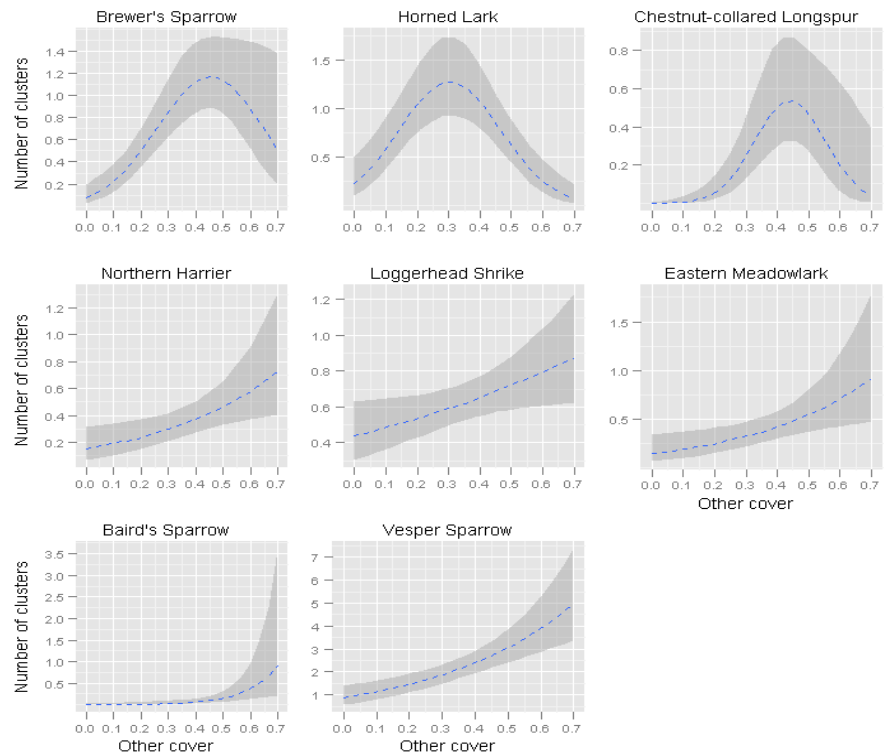 Brewer's Sparrow
Number of clusters
1.4
1.2
1.0
0.8
0.6
0.4
0.2
0.0 0.1 0.2 0.3 0.4 0.5 0.6 0.7
Horned Lark
1.5
1.0
0.5
0.0 0.1 0.2 0.3 0.4 0.5 0.6 0.7
Chestnut-collared Longspur
0.8
0.6
0.4
0.2
0.0 0.1 0.2 0.3 0.4 0.5 0.6 0.7
Northern Harrier
Number of clusters
1.2
1.0
0.8
0.6
0.4
0.2
0.0 0.1 0.2 0.3 0.4 0.5 0.6 0.7
Loggerhead Shrike
1.2
1.0
0.8
0.6
0.4
0.0 0.1 0.2 0.3 0.4 0.5 0.6 0.7
Eastern Meadowlark
1.5
1.0
0.5
0.0 0.1 0.2 0.3 0.4 0.5 0.6 0.7
Other cover
Baird's Sparrow
Number of clusters
3.5
3.0
2.5
2.0
1.5
1.0
0.5
0.0 0.1 0.2 0.3 0.4 0.5 0.6 0.7
Other cover
Vesper Sparrow
7
6
5
4
3
2
1
0.0 0.1 0.2 0.3 0.4 0.5 0.6 0.7
Other cover